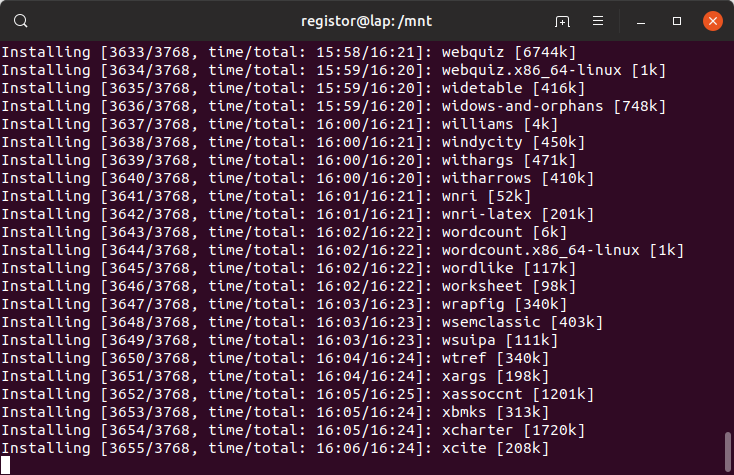 registor@lap: /mnt
Installing [3633/3768, time/total: 15:58/16:21]: webquiz [6744k]
Installing [3634/3768, time/total: 15:59/16:20]: webquiz.x86_64-linux [1k]
Installing [3635/3768, time/total: 15:59/16:20]: widetable [416k]
Installing [3636/3768, time/total: 15:59/16:20]: widows-and-orphans [748k]
Installing [3637/3768, time/total: 16:00/16:21]: williams [4k]
Installing [3638/3768, time/total: 16:00/16:21]: windycity [450k]
Installing [3639/3768, time/total: 16:00/16:20]: withargs [471k]
Installing [3640/3768, time/total: 16:00/16:20]: witharrows [410k]
Installing [3641/3768, time/total: 16:01/16:21]: wnri [52k]
Installing [3642/3768, time/total: 16:01/16:21]: wnri-latex [201k]
Installing [3643/3768, time/total: 16:02/16:22]: wordcount [6k]
Installing [3644/3768, time/total: 16:02/16:22]: wordcount.x86_64-linux [1k]
Installing [3645/3768, time/total: 16:02/16:22]: wordlike [117k]
Installing [3646/3768, time/total: 16:02/16:22]: worksheet [98k]
Installing [3647/3768, time/total: 16:03/16:23]: wrapfig [340k]
Installing [3648/3768, time/total: 16:03/16:23]: wsemclassic [403k]
Installing [3649/3768, time/total: 16:03/16:23]: wsuipa [111k]
Installing [3650/3768, time/total: 16:04/16:24]: wtref [340k]
Installing [3651/3768, time/total: 16:04/16:24]: xargs [198k]
Installing [3652/3768, time/total: 16:05/16:25]: xassoccnt [1201k]
Installing [3653/3768, time/total: 16:05/16:24]: xbmks [313k]
Installing [3654/3768, time/total: 16:05/16:24]: xcharter [1720k]
Installing [3655/3768, time/total: 16:06/16:24]: xcite [208k]